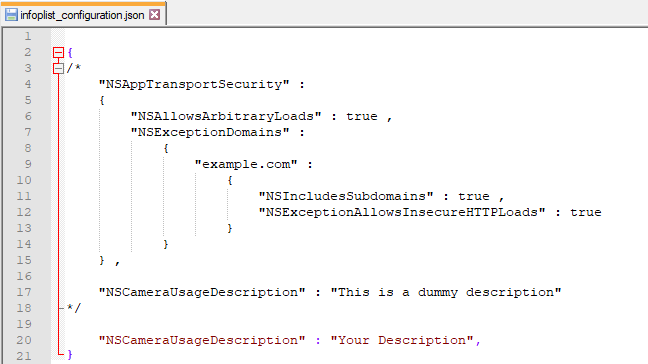 infoplist_configuration.json
1
2 {
3 /*
4 "NSAppTransportSecurity" :
5 {
6 "NSAllowsArbitraryLoads" : true ,
7 "NSExceptionDomains" :
8 {
9 "example.com" :
10 {
11 "NSIncludesSubdomains" : true ,
12 "NSExceptionAllowsInsecureHTTPLoads" : true
13 }
14 }
15 } ,
16
17 "NSCameraUsageDescription" : "This is a dummy description"
18 */
19
20 "NSCameraUsageDescription" : "Your Description",
21 }